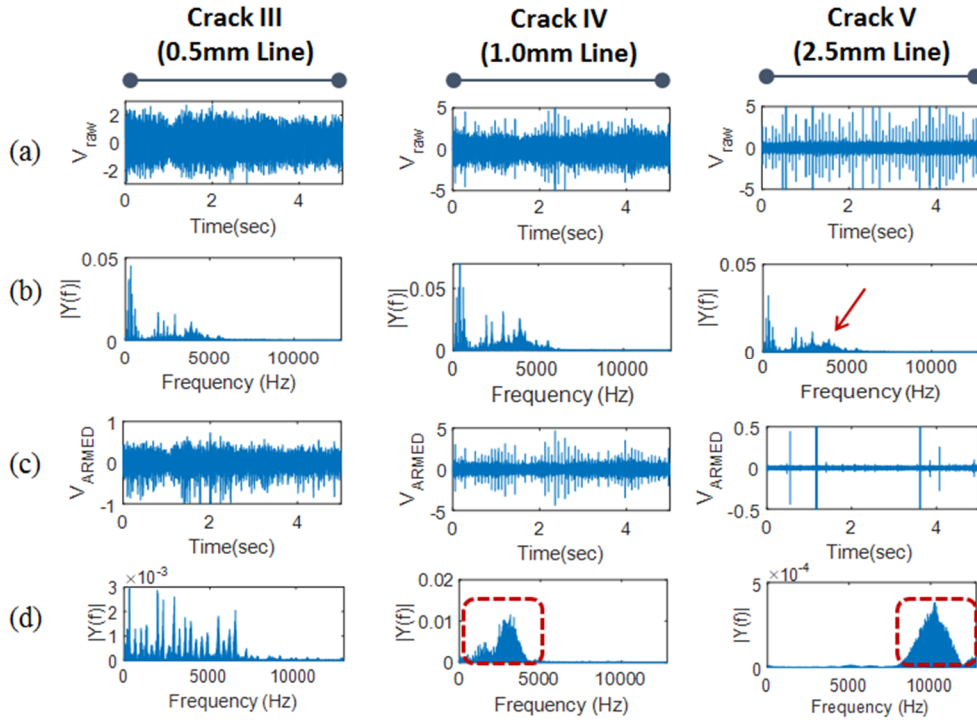 Crack III
(0.5mm Line)
Crack IV
(1.0mm Line)
Crack V
(2.5mm Line)
(a)
V_raw
2
0
-2
0
2
4
Time(sec)
V_raw
5
0
-5
0
2
4
Time(sec)
V_raw
5
0
-5
0
2
4
Time(sec)
(b)
|Y(f)|
0.05
0
0
5000
10000
Frequency (Hz)
|Y(f)|
0.05
0
0
5000
10000
Frequency (Hz)
|Y(f)|
0.05
0
0
5000
10000
Frequency (Hz)
(c)
V_ARMED
1
0
-1
0
2
4
Time(sec)
V_ARMED
5
0
-5
0
2
4
Time(sec)
V_ARMED
0.5
0
-0.5
0
2
4
Time(sec)
(d)
|Y(f)|
×10^-3
3
2
1
0
0
5000
10000
Frequency (Hz)
|Y(f)|
0.02
0.01
0
0
5000
10000
Frequency (Hz)
|Y(f)|
×10^-4
5
0
0
5000
10000
Frequency (Hz)